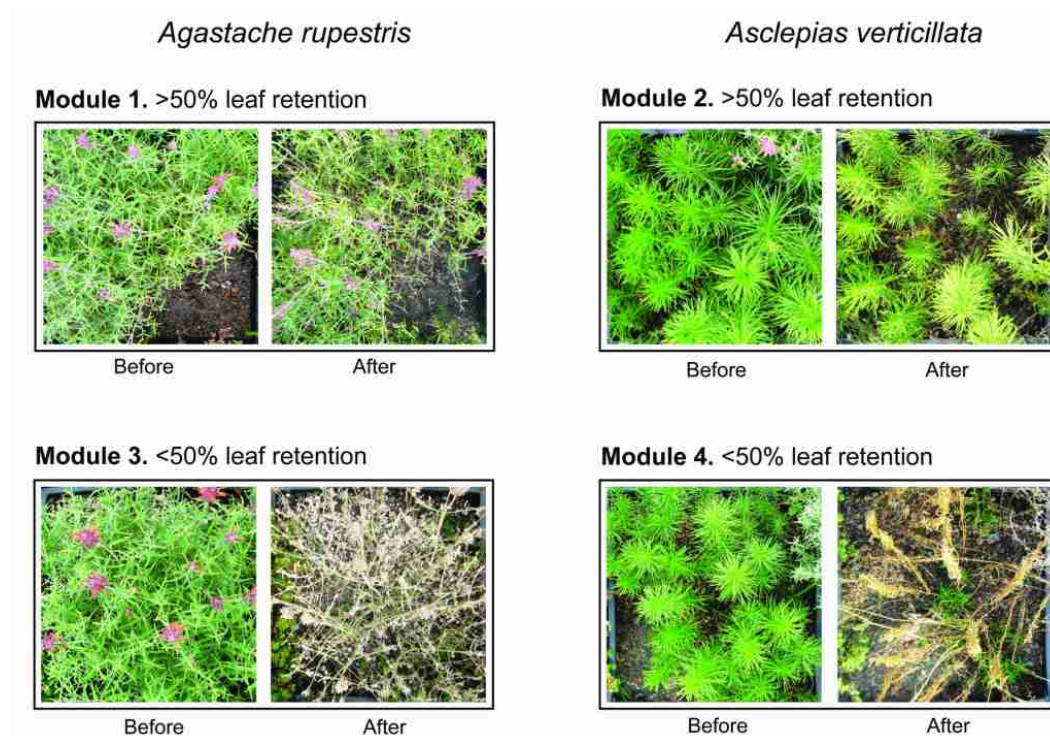 Agastache rupestris
Asclepias verticillata
Module 1. >50% leaf retention
Before
After
Module 2. >50% leaf retention
Before
After
Module 3. <50% leaf retention
Before
After
Module 4. <50% leaf retention
Before
After